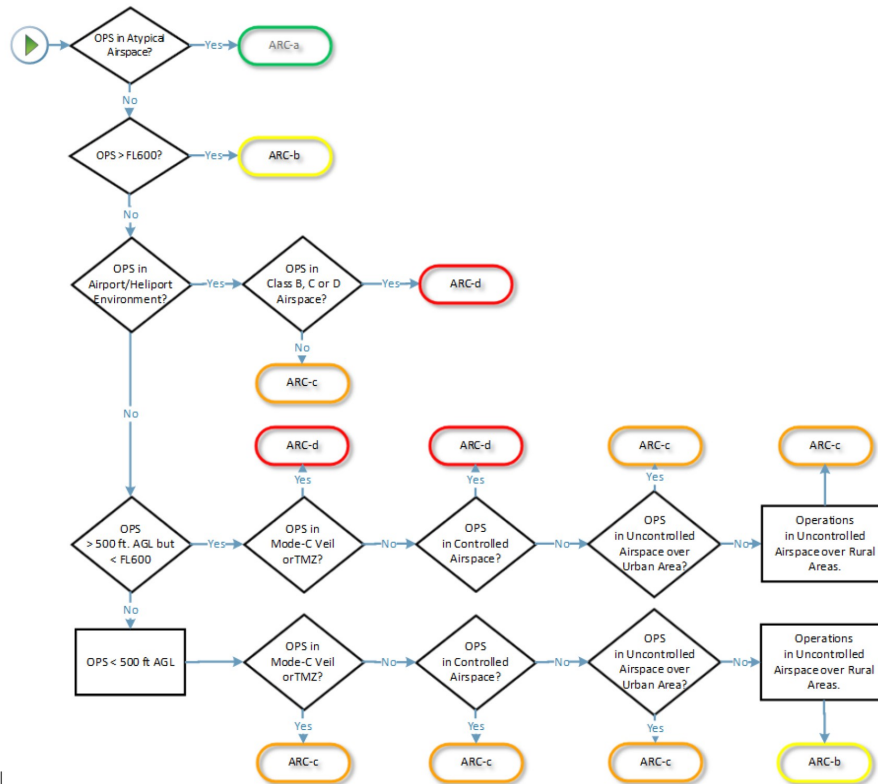 OPS in Atypical
Airspace?
Yes
ARC-a
No
OPS > FL600?
Yes
ARC-b
No
OPS in
Airport/Heliport
Environment?
Yes
OPS in
Class B, C or D
Airspace?
Yes
ARC-d
No
ARC-c
No
ARC-d
ARC-d
ARC-c
ARC-c
Yes
Yes
Yes
OPS
> 500 ft. AGL but
< FL600
Yes
OPS in
Mode-C Veil
or TMZ?
No
OPS
in Controlled
Airspace?
No
OPS
in Uncontrolled
Airspace over
Urban Area?
No
Operations
in Uncontrolled
Airspace over Rural
Areas.
No
OPS < 500 ft AGL
OPS in
Mode-C Veil
or TMZ?
No
OPS
in Controlled
Airspace?
No
OPS
in Uncontrolled
Airspace over
Urban Area?
No
Operations
in Uncontrolled
Airspace over Rural
Areas.
Yes
Yes
Yes
ARC-c
ARC-c
ARC-c
ARC-b